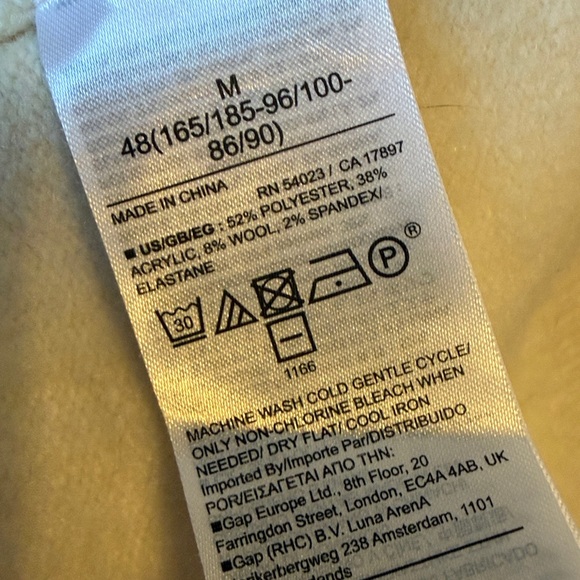 M
48(165/185-96/100-
86/90)
MADE IN CHINA RN 54023 / CA 17897
■ US/GB/EG : 52% POLYESTER, 38%
ACRYLIC, 8% WOOL, 2% SPANDEX/
ELASTANE
30 P ®
1166
MACHINE WASH COLD GENTLE CYCLE/
ONLY NON-CHLORINE BLEACH WHEN
NEEDED/ DRY FLAT/ COOL IRON
Imported By/Importe Par/DISTRIBUIDO
POR/ΕΙΣΑΓΕΤΑΙ ΑΠΟ ΤΗΝ:
■Gap Europe Ltd., 8th Floor, 20
Farringdon Street, London, EC4A 4AB, UK
■Gap (RHC) B.V. Luna ArenA
238 Amsterdam, 1101